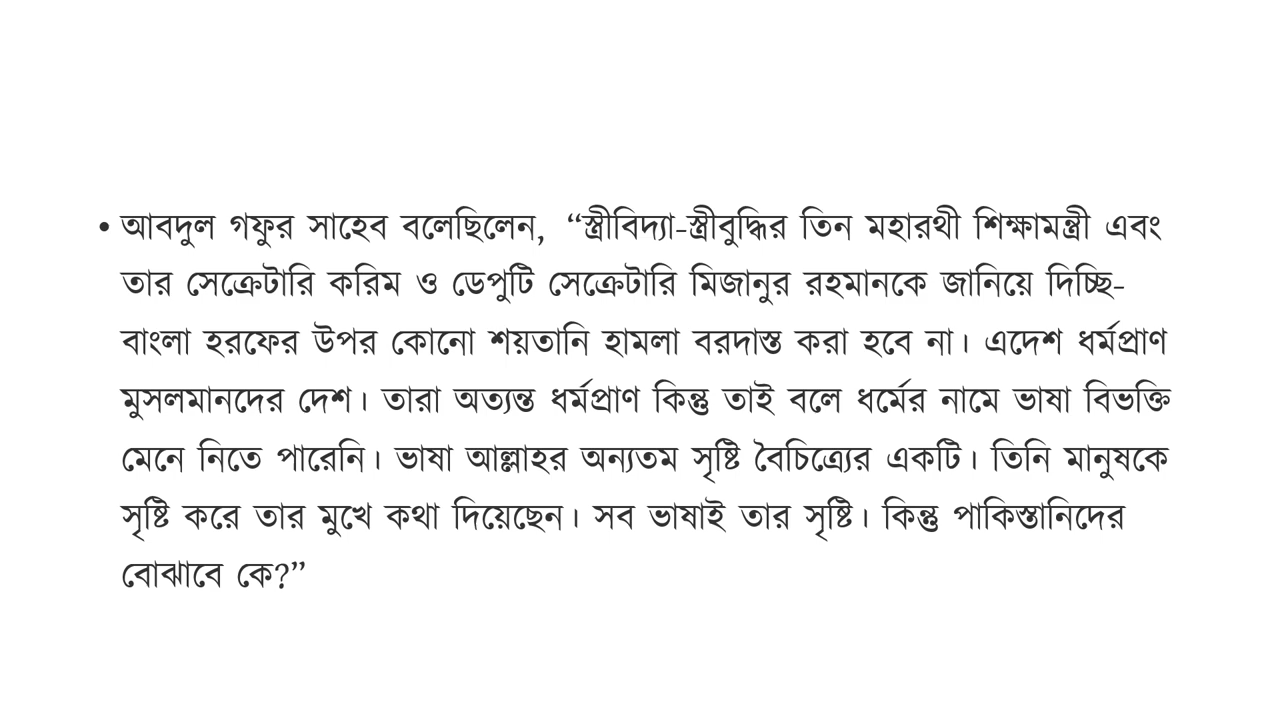 • আবদুল গফুর সাহেব বলেছিলেন, “স্ত্রীবিদ্যা-স্ত্রীবুদ্ধির তিন মহারথী শিক্ষামন্ত্রী এবং
তার সেক্রেটারি করিম ও ডেপুটি সেক্রেটারি মিজানুর রহমানকে জানিয়ে দিচ্ছি-
বাংলা হরফের উপর কোনো শয়তানি হামলা বরদাস্ত করা হবে না। এদেশ ধর্মপ্রাণ
মুসলমানদের দেশ। তারা অত্যন্ত ধর্মপ্রাণ কিন্তু তাই বলে ধর্মের নামে ভাষা বিভক্তি
মেনে নিতে পারেনি। ভাষা আল্লাহর অন্যতম সৃষ্টি বৈচিত্র্যের একটি। তিনি মানুষকে
সৃষ্টি করে তার মুখে কথা দিয়েছেন। সব ভাষাই তার সৃষ্টি। কিন্তু পাকিস্তানিদের
বোঝাবে কে?”